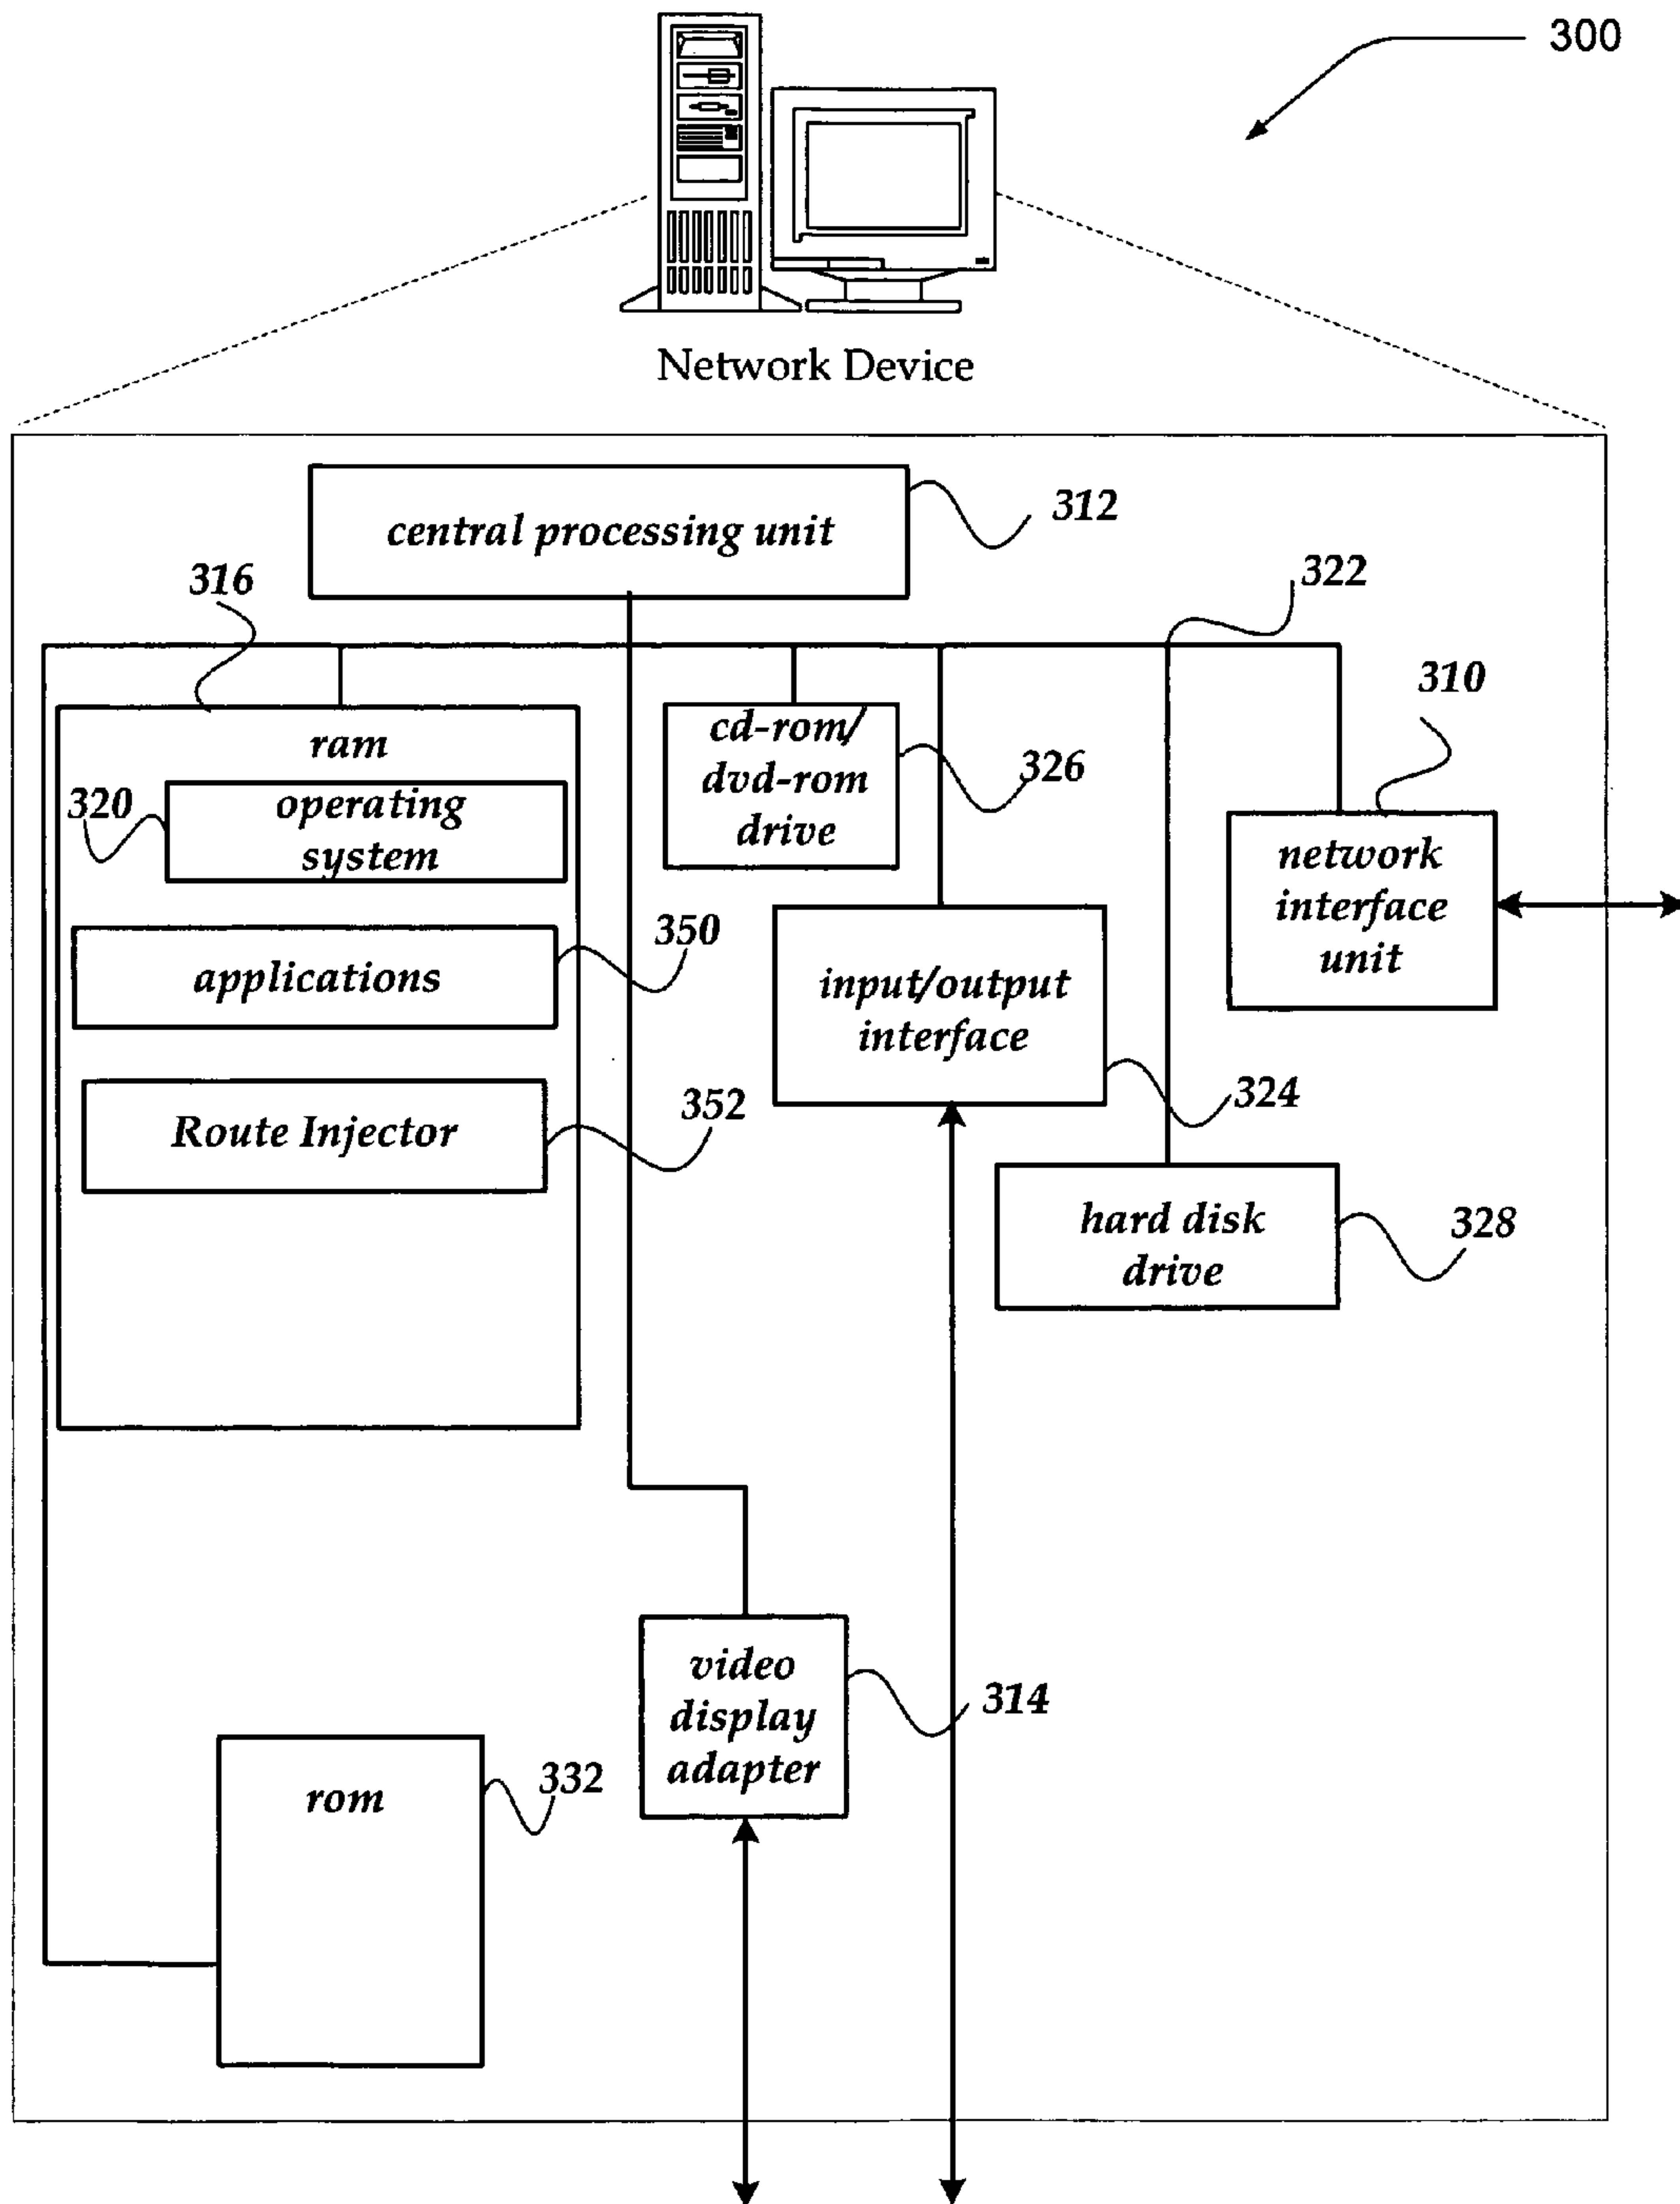 300
Network Device
central processing unit
312
316
322
310
ram
cd-rom/
dvd-rom
drive
326
320
operating
system
network
interface
unit
350
applications
input/output
interface
324
352
Route Injector
hard disk
drive
328
video
display
adapter
314
rom
332